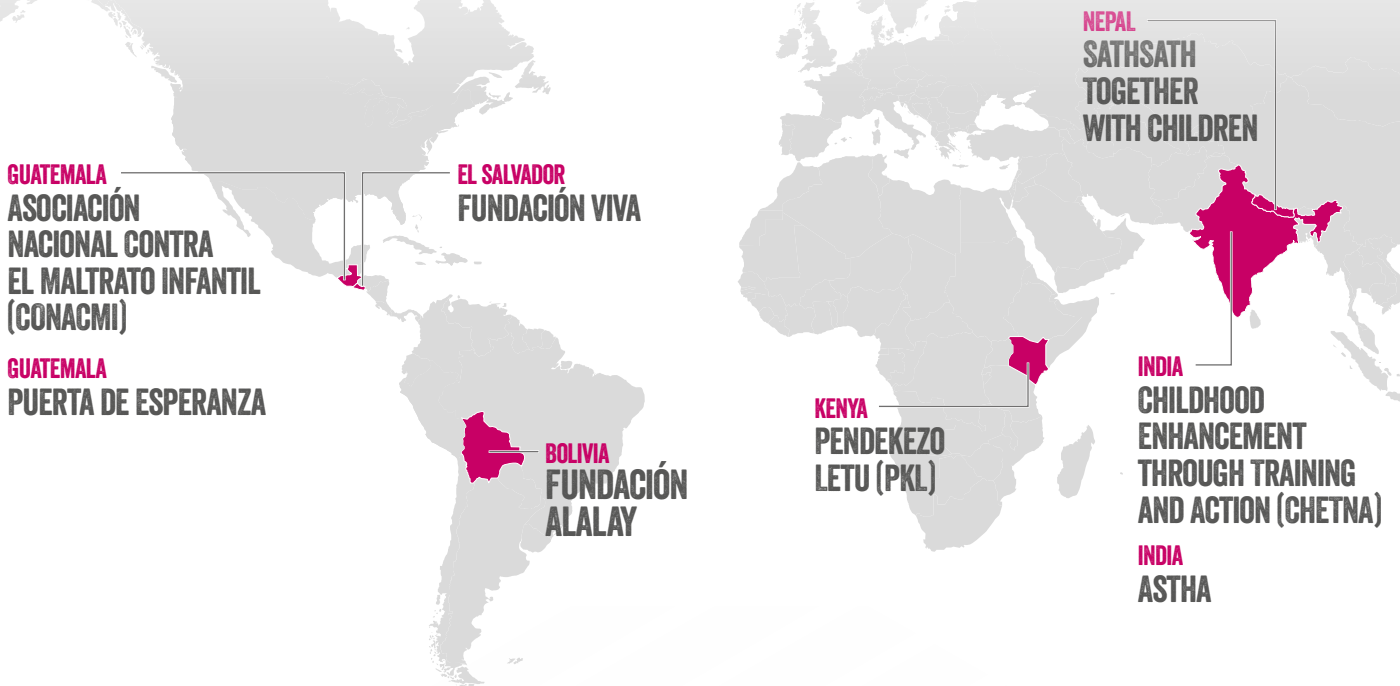 GUATEMALA
ASOCIACIÓN
NACIONAL CONTRA
EL MALTRATO INFANTIL
(CONACMI)
GUATEMALA
PUERTA DE ESPERANZA
EL SALVADOR
FUNDACIÓN VIVA
BOLIVIA
FUNDACIÓN
ALALAY
KENYA
PENDEKEZO
LETU (PKL)
NEPAL
SATHSATH
TOGETHER
WITH CHILDREN
INDIA
CHILDHOOD
ENHANCEMENT
THROUGH TRAINING
AND ACTION (CHETNA)
INDIA
ASTHA